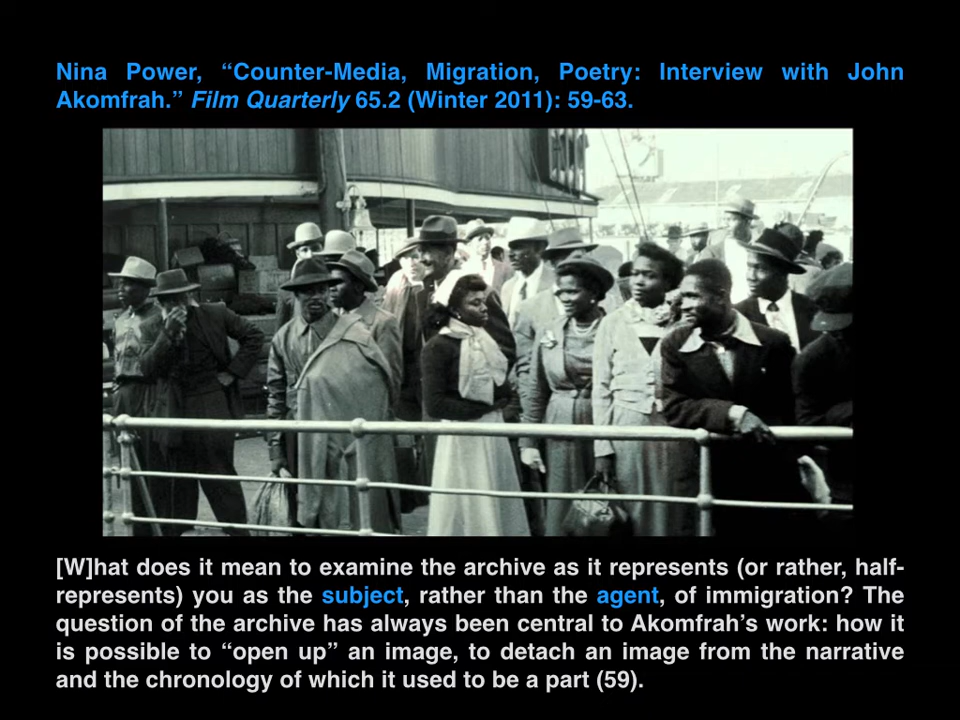 Nina Power, “Counter-Media, Migration, Poetry: Interview with John
Akomfrah.” Film Quarterly 65.2 (Winter 2011): 59-63.
[W]hat does it mean to examine the archive as it represents (or rather, half-
represents) you as the subject, rather than the agent, of immigration? The
question of the archive has always been central to Akomfrah’s work: how it
is possible to “open up” an image, to detach an image from the narrative
and the chronology of which it used to be a part (59).